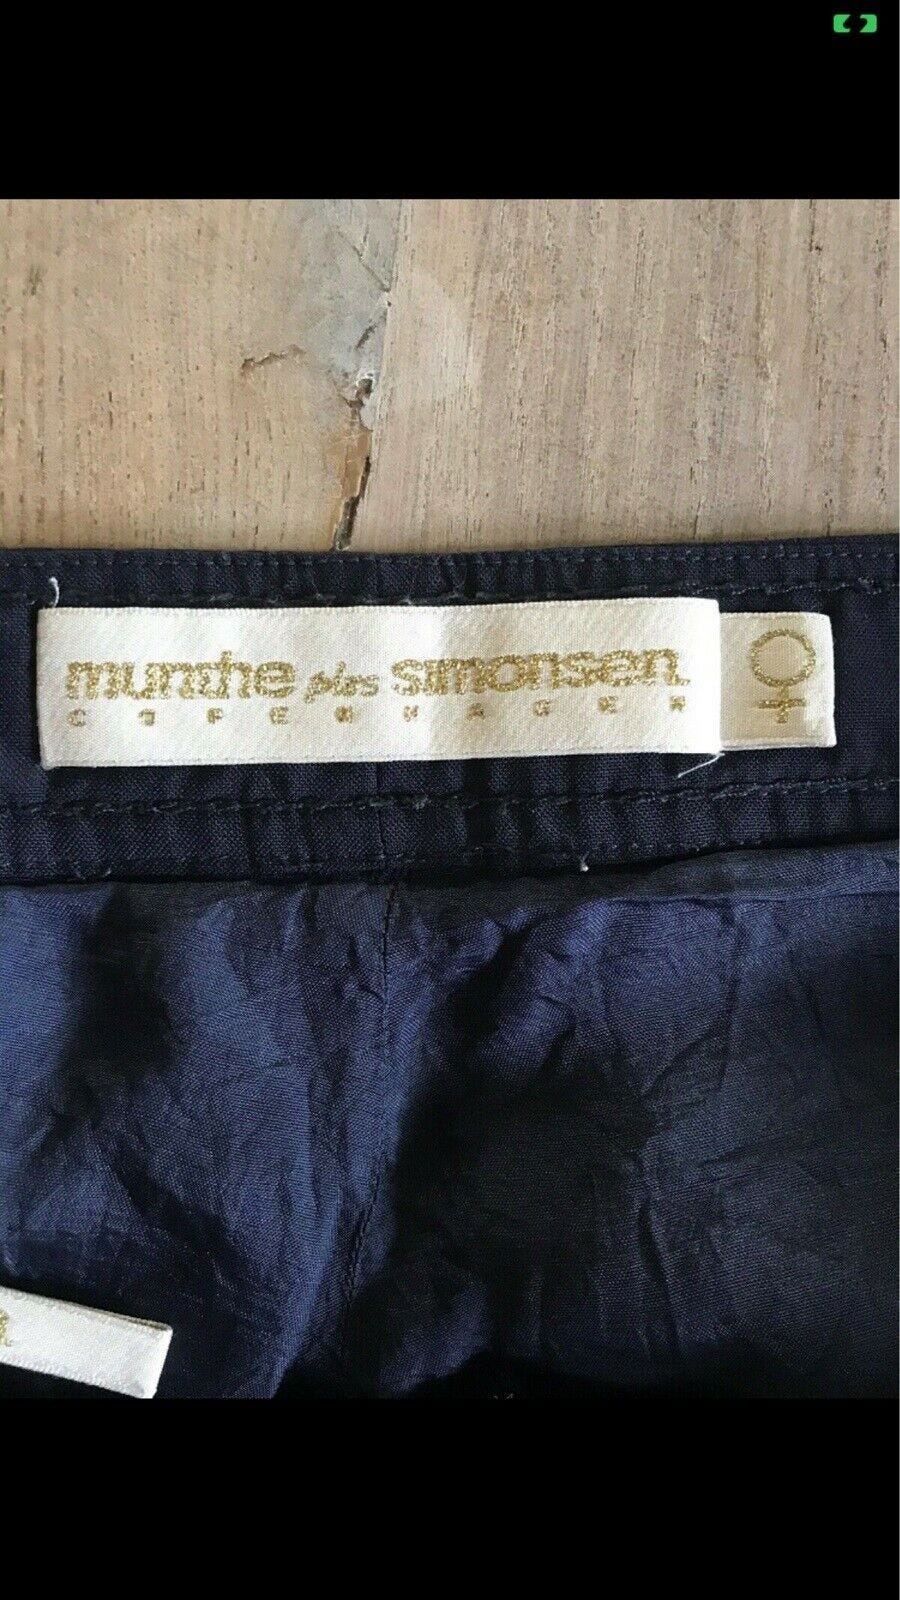 munthe plus simonsen
COPENHAGEN
♀